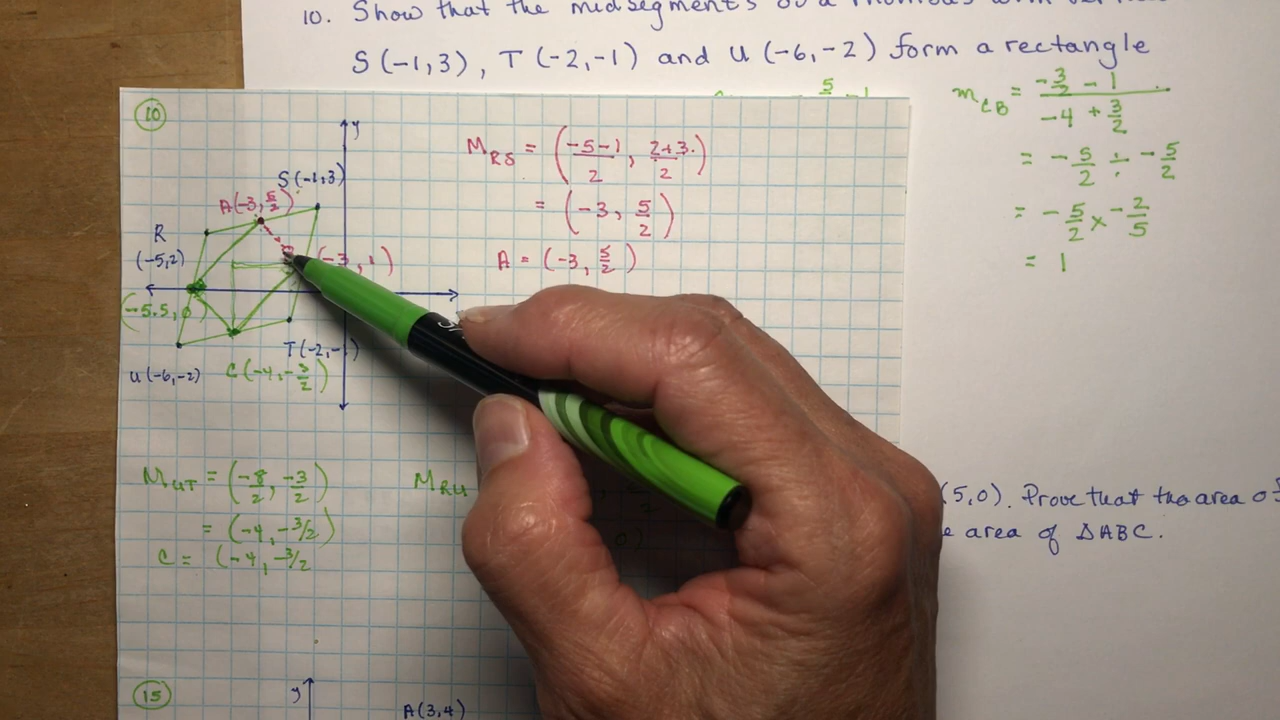 10. Show that the midsegments of a rhombus with
S(-1,3), T(-2,-1) and U(-6,-2) form a rectangle
10
y
S(-1,3)
A(-3, 5/2)
R
(-5,2)
(-3, 1)
(-5.5, 0)
T(-2,-1)
U(-6,-2)
C(-4, -3/2)
M_RS = ((-5-1)/2, (2+3)/2)
= (-3, 5/2)
A = (-3, 5/2)
m_CB = (-3/2 - 1)/(-4 + 3/2)
= -5/2 ÷ -5/2
= -5/2 × -2/5
= 1
M_UT = (-8/2, -3/2)
= (-4, -3/2)
C = (-4, -3/2
M_RU
(5,0). Prove that the area of
e area of ΔABC.
15
y
A(3,4)